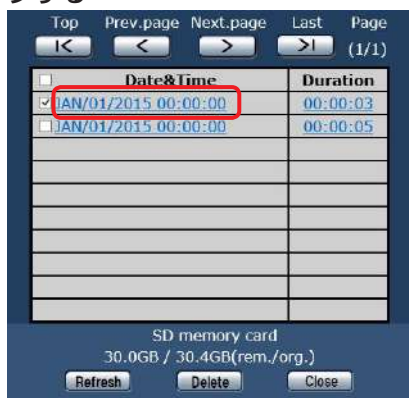 Top Prev.page Next.page Last Page
(1/1)
Date&Time Duration
JAN/01/2015 00:00:00 00:00:03
JAN/01/2015 00:00:00 00:00:05
SD memory card
30.0GB / 30.4GB(rem./org.)
Refresh Delete Close